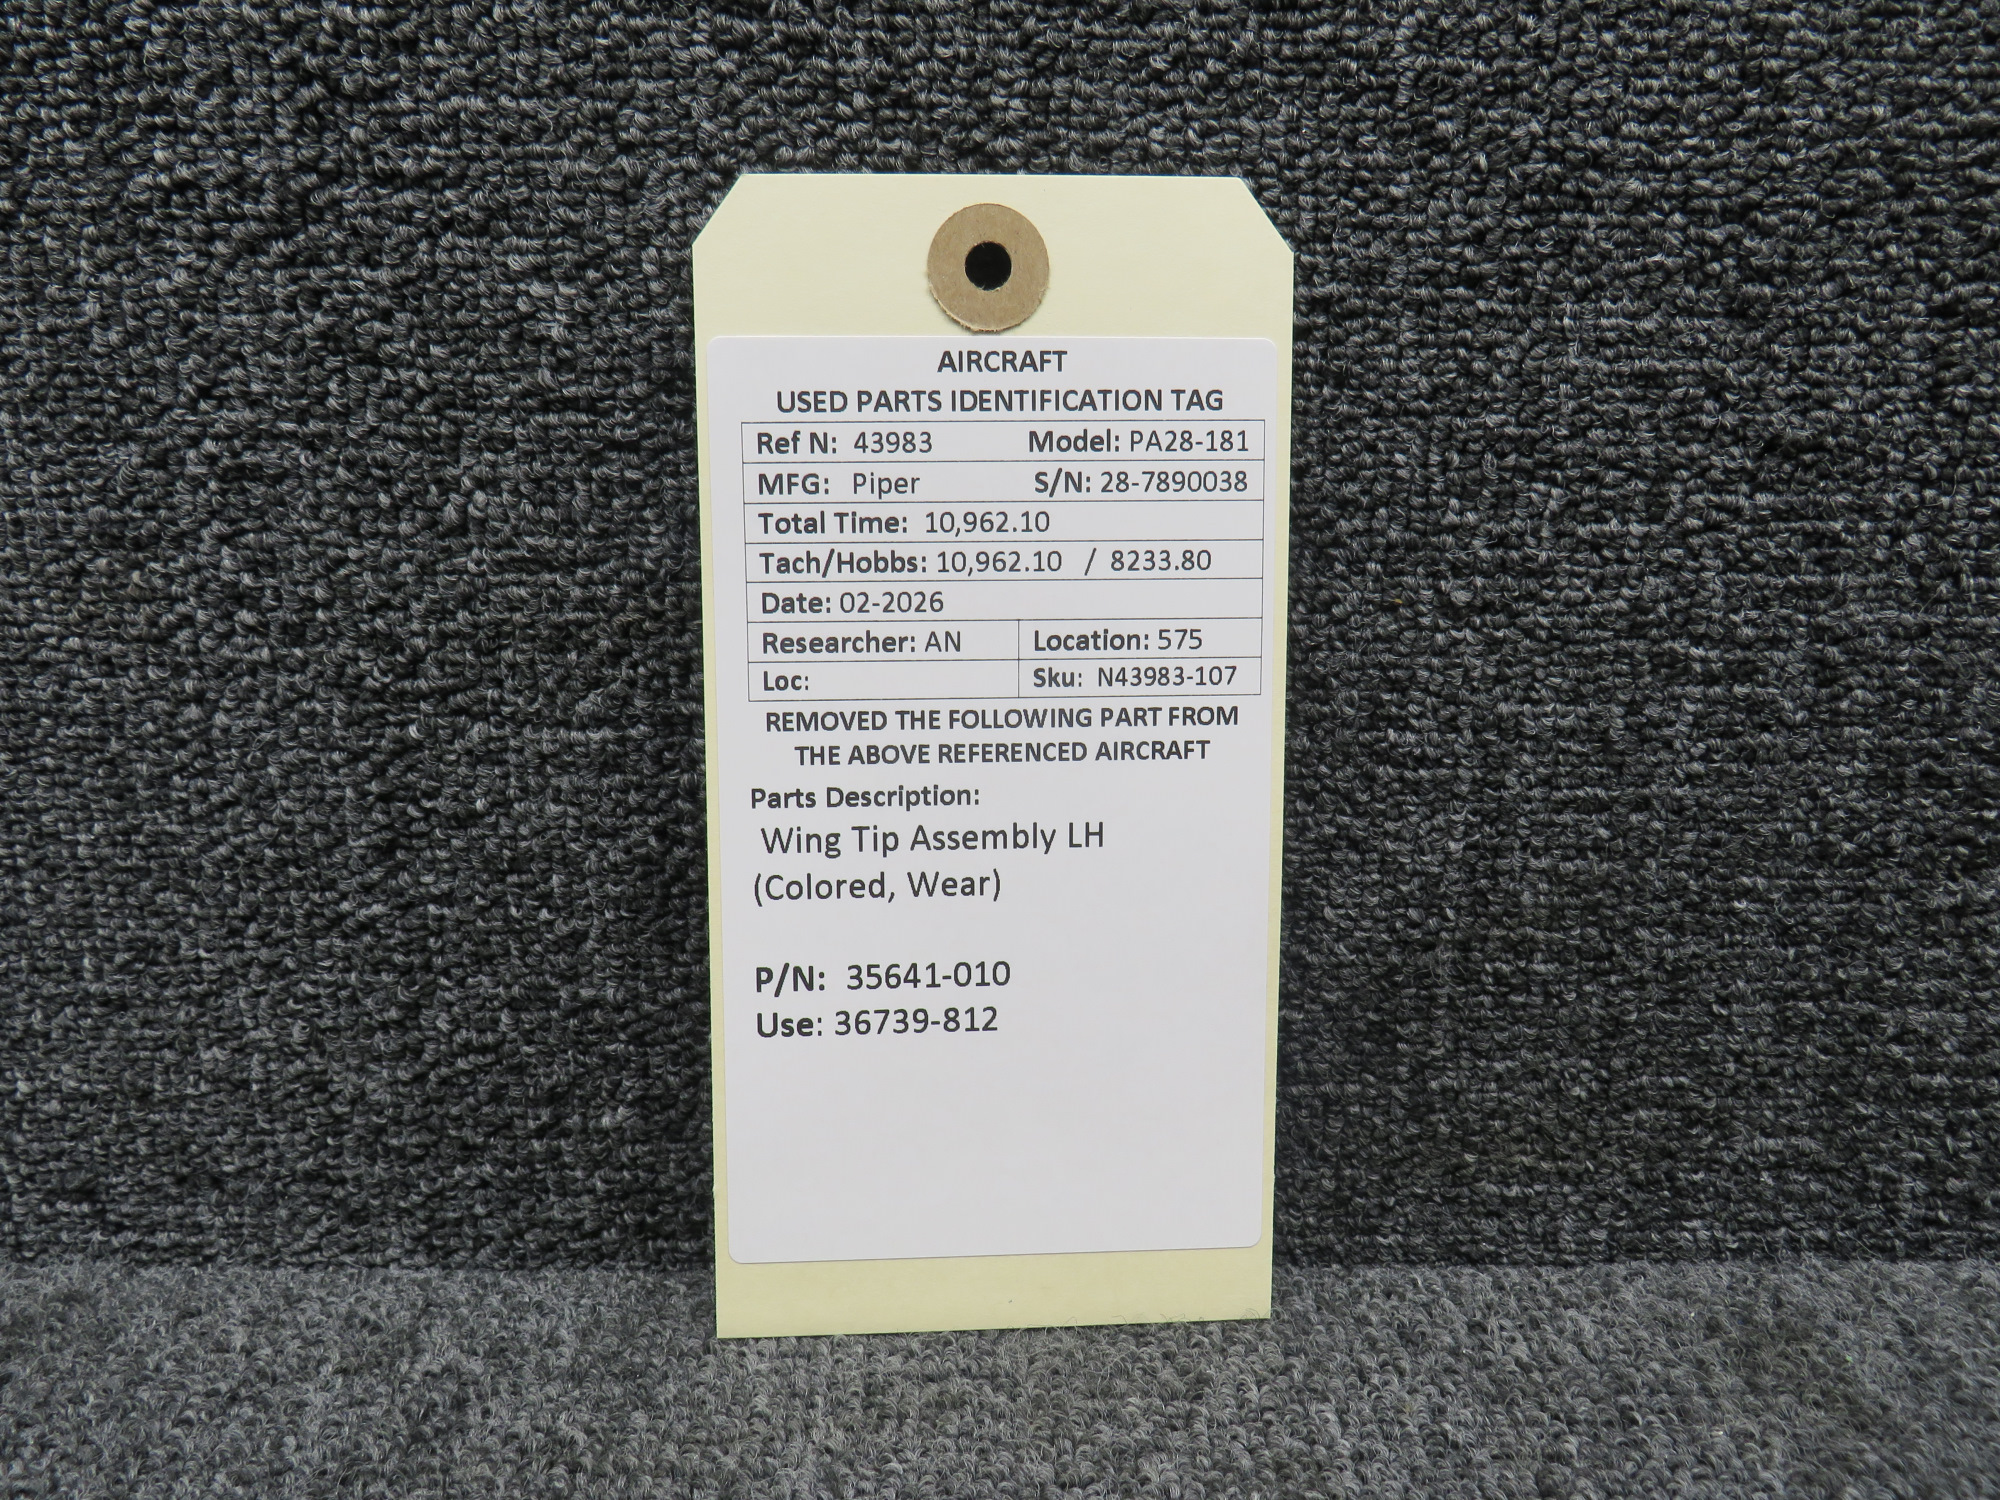 AIRCRAFT
USED PARTS IDENTIFICATION TAG
Ref N: 43983 Model: PA28-181
MFG: Piper S/N: 28-7890038
Total Time: 10,962.10
Tach/Hobbs: 10,962.10 / 8233.80
Date: 02-2026
Researcher: AN Location: 575
Loc: Sku: N43983-107
REMOVED THE FOLLOWING PART FROM
THE ABOVE REFERENCED AIRCRAFT
Parts Description:
Wing Tip Assembly LH
(Colored, Wear)
P/N: 35641-010
Use: 36739-812